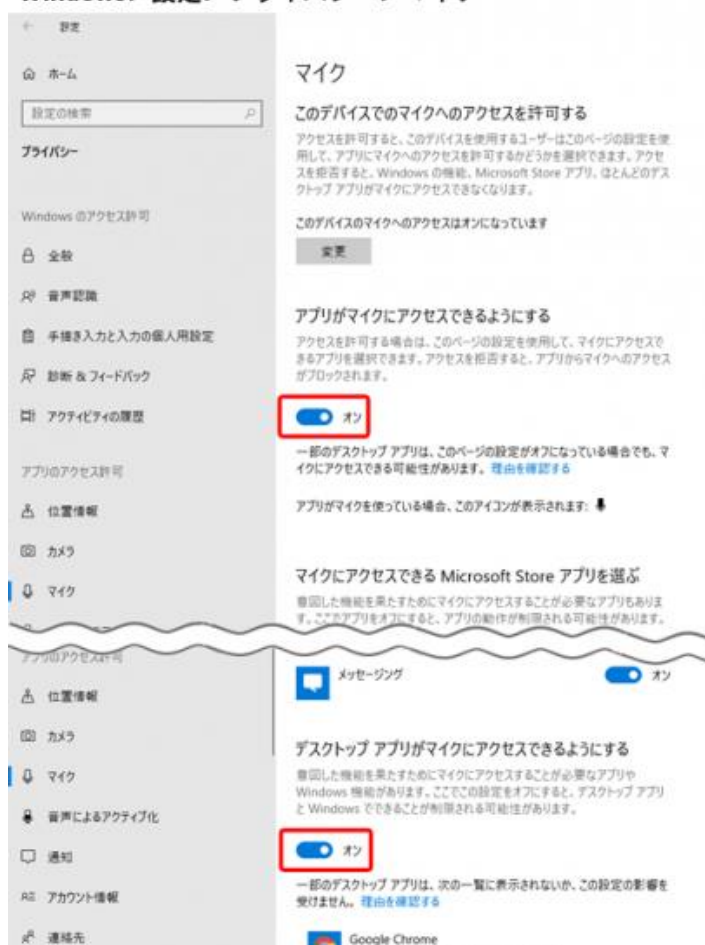 設定
ホーム
設定の検索
プライバシー
Windows のアクセス許可
全般
音声認識
手描き入力と入力の個人用設定
診断 & フィードバック
アクティビティの履歴
アプリのアクセス許可
位置情報
カメラ
マイク
マイク
このデバイスでのマイクへのアクセスを許可する
アクセスを許可すると、このデバイスを使用するユーザーはこのページの設定を使
用して、アプリにマイクへのアクセスを許可するかどうかを選択できます。アクセ
スを拒否すると、Windows の機能、Microsoft Store アプリ、ほとんどのデス
クトップ アプリがマイクにアクセスできなくなります。
このデバイスのマイクへのアクセスはオンになっています
変更
アプリがマイクにアクセスできるようにする
アクセスを許可する場合は、このページの設定を使用して、マイクにアクセスで
きるアプリを選択できます。アクセスを拒否すると、アプリからマイクへのアクセス
がブロックされます。
オン
一部のデスクトップ アプリは、このページの設定がオフになっている場合でも、マ
イクにアクセスできる可能性があります。 理由を確認する
アプリがマイクを使っている場合、このアイコンが表示されます:
マイクにアクセスできる Microsoft Store アプリを選ぶ
意図した機能を果たすためにマイクにアクセスすることが必要なアプリもありま
す。ここでアプリをオフにすると、アプリの動作が制限される可能性があります。
アプリのアクセス許可
位置情報
カメラ
マイク
音声によるアクティブ化
通知
アカウント情報
連絡先
メッセージング
オン
デスクトップ アプリがマイクにアクセスできるようにする
意図した機能を果たすためにマイクにアクセスすることが必要なアプリや
Windows 機能があります。ここでこの設定をオフにすると、デスクトップ アプリ
と Windows でできることが制限される可能性があります。
オン
一部のデスクトップ アプリは、次の一覧に表示されないか、この設定の影響を
受けません。 理由を確認する
Google Chrome